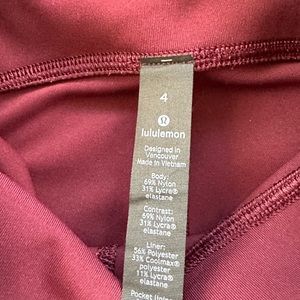 4
lululemon
Designed in
Vancouver
Made in Vietnam
Body:
69% Nylon
31% Lycra®
elastane
Contrast:
69% Nylon
31% Lycra®
elastane
Liner:
56% Polyester
33% Coolmax®
polyester
11% Lycra®
elastane
Pocket